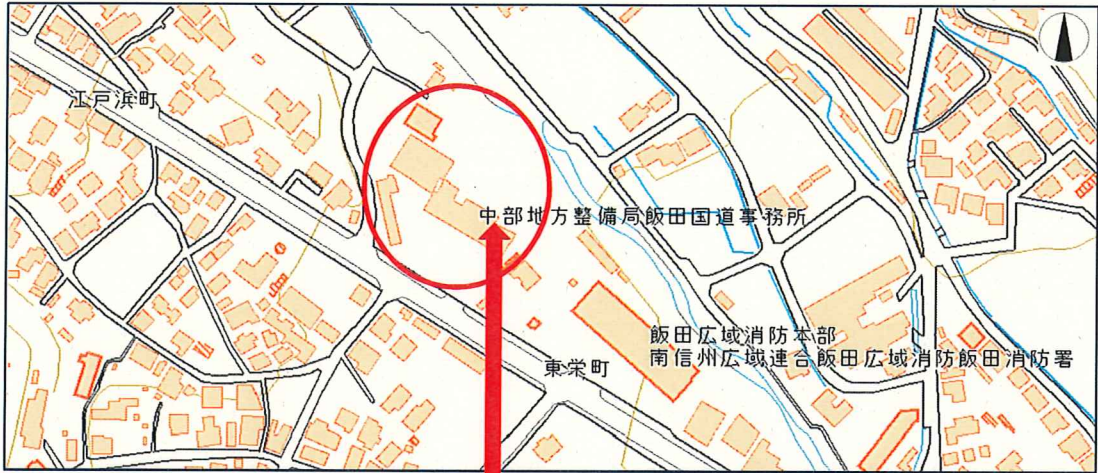 江戸浜町
中部地方整備局飯田国道事務所
飯田広域消防本部
南信州広域連合飯田広域消防飯田消防署
東栄町